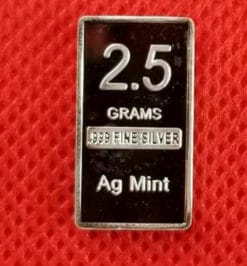 2.5
GRAMS
.999 FINE SILVER
Ag Mint